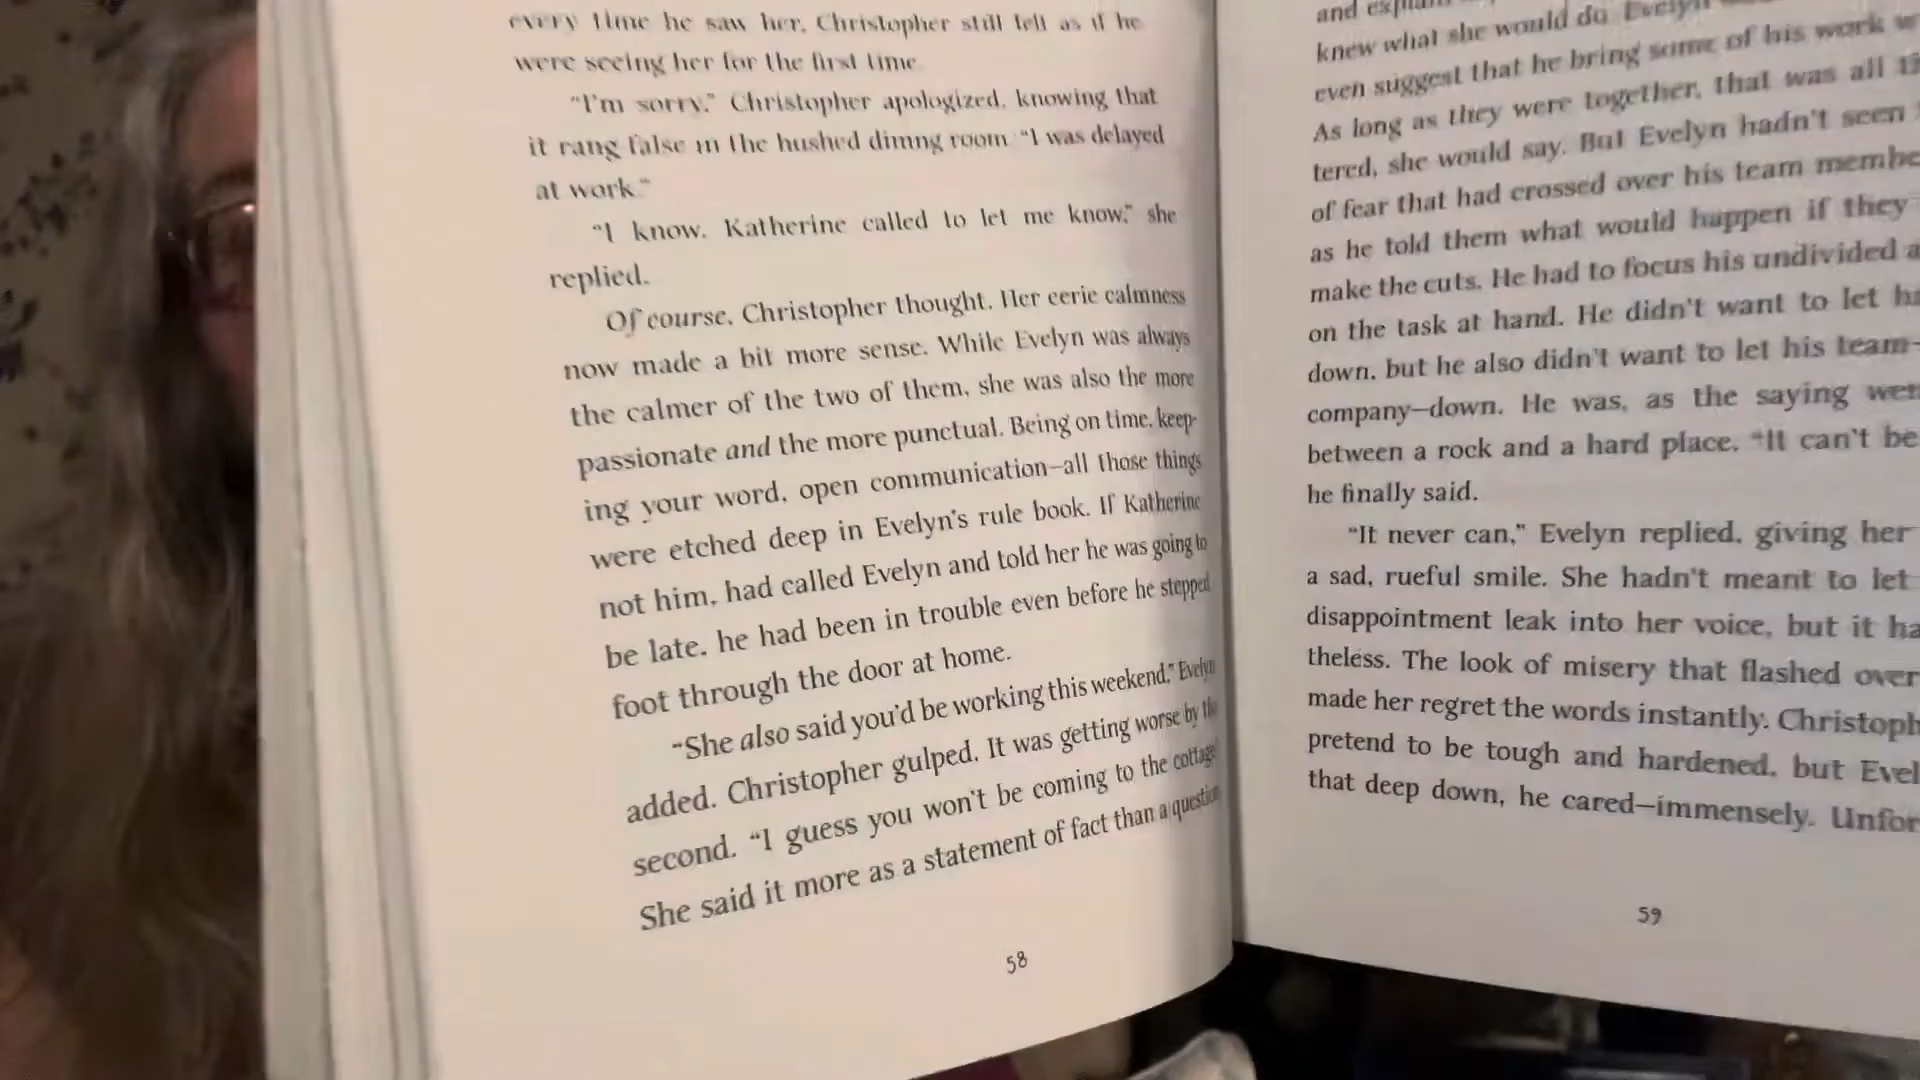 every time he saw her, Christopher still felt as if he
were seeing her for the first time.
"I'm sorry," Christopher apologized, knowing that
it rang false in the hushed dining room. "I was delayed
at work."
"I know. Katherine called to let me know," she
replied.
Of course, Christopher thought. Her eerie calmness
now made a bit more sense. While Evelyn was always
the calmer of the two of them, she was also the more
passionate and the more punctual. Being on time, keep-
ing your word, open communication—all those things
were etched deep in Evelyn's rule book. If Katherine
not him, had called Evelyn and told her he was going to
be late, he had been in trouble even before he stepped
foot through the door at home.
"She also said you'd be working this weekend," Evelyn
added. Christopher gulped. It was getting worse by the
second. "I guess you won't be coming to the cottage
She said it more as a statement of fact than a question
58
and
knew what she would do. Evelyn
even suggest that he bring some of his work
As long as they were together, that was all
tered, she would say. But Evelyn hadn't seen
of fear that had crossed over his team
as he told them what would happen if they
make the cuts. He had to focus his undivided
on the task at hand. He didn't want to let
down, but he also didn't want to let his team—
company—down. He was, as the saying
between a rock and a hard place. "It can't be
he finally said.
"It never can," Evelyn replied, giving her
a sad, rueful smile. She hadn't meant to let
disappointment leak into her voice, but it
theless. The look of misery that flashed over
made her regret the words instantly.
pretend to be tough and hardened, but
that deep down, he cared—immensely.
59